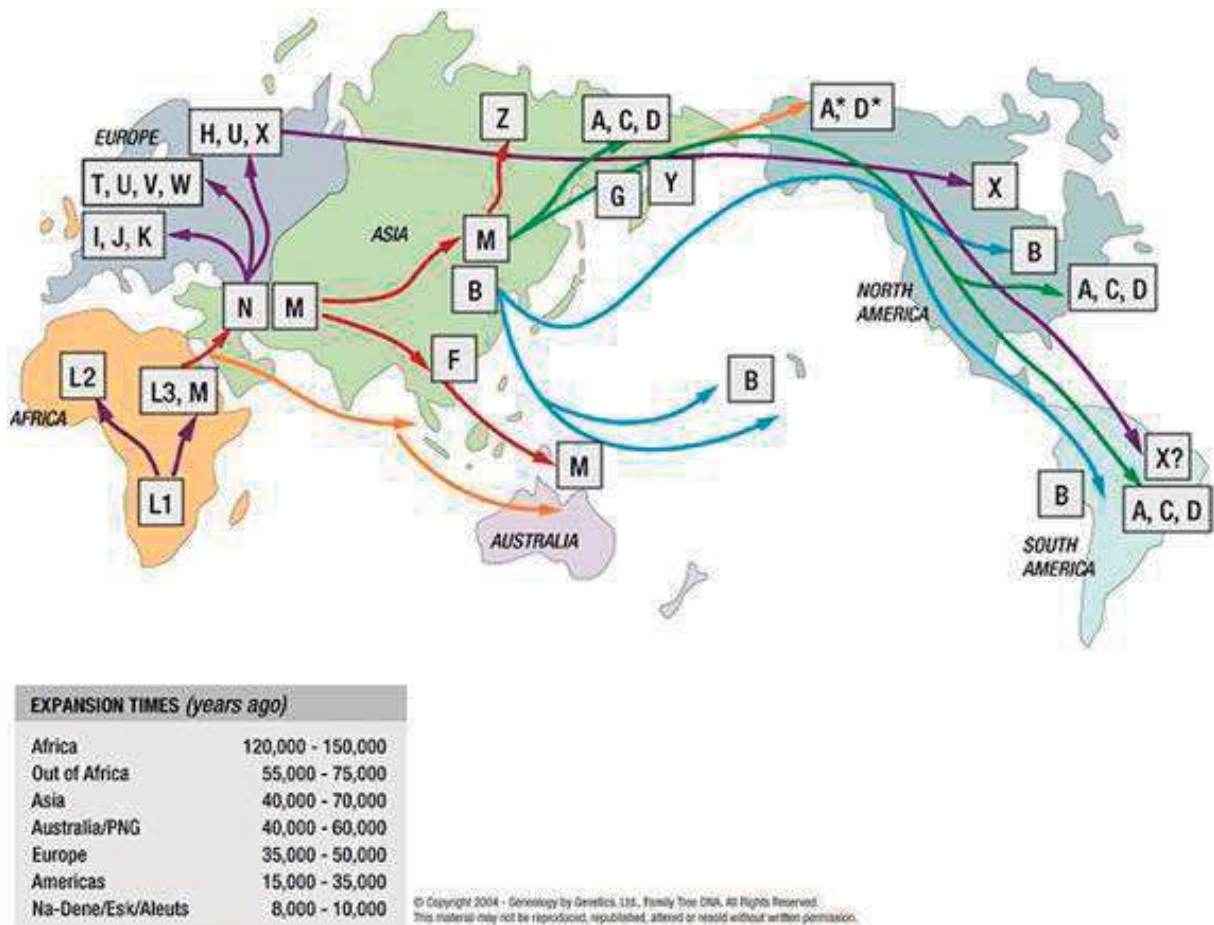 Z
A, C, D
A,* D*
EUROPE
H, U, X
T, U, V, W
I, J, K
G
Y
X
ASIA
M
B
B
N
M
NORTH
AMERICA
A, C, D
L2
L3, M
F
B
AFRICA
L1
M
X?
B
A, C, D
AUSTRALIA
SOUTH
AMERICA
EXPANSION TIMES (years ago)
Africa 120,000 - 150,000
Out of Africa 55,000 - 75,000
Asia 40,000 - 70,000
Australia/PNG 40,000 - 60,000
Europe 35,000 - 50,000
Americas 15,000 - 35,000
Na-Dene/Esk/Aleuts 8,000 - 10,000
© Copyright 2004 - Genealogy by Genetics, Ltd., Family Tree DNA. All Rights Reserved.
This material may not be reproduced, republished, altered or resold without written permission.